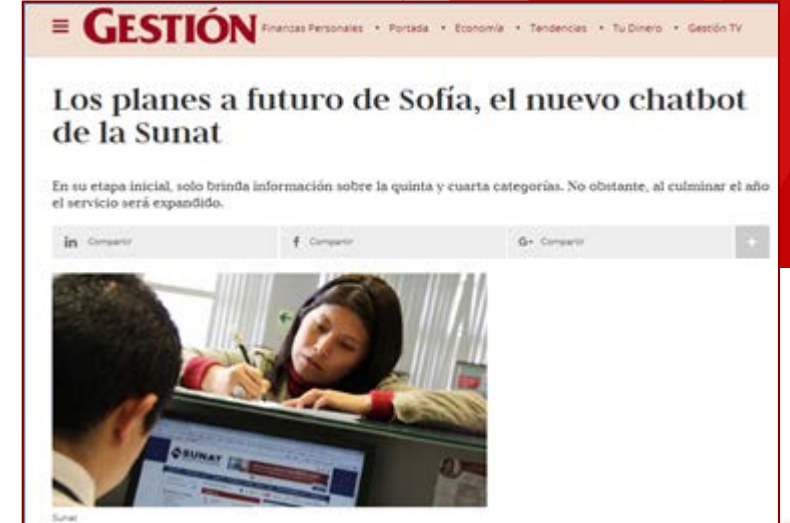 ≡ GESTIÓN Finanzas Personales • Portada • Economía • Tendencias • Tu Dinero • Gestión TV
Los planes a futuro de Sofía, el nuevo chatbot
de la Sunat
En su etapa inicial, solo brinda información sobre la quinta y cuarta categorías. No obstante, al culminar el año
el servicio será expandido.
in Compartir f Compartir G+ Compartir +
SUNAT
Sunat